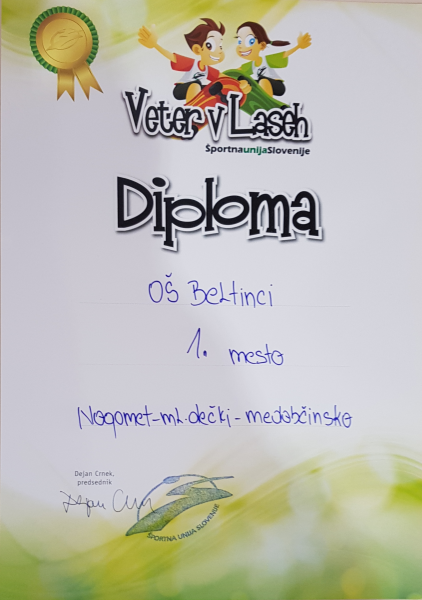 Veter v Laseh
ŠportnaunijaSlovenije
Diploma
OŠ Beltinci
1. mesto
Nogomet-ml.dečki-medobčinsko
Dejan Crnek,
predsednik
ŠPORTNA UNIJA SLOVENIJE